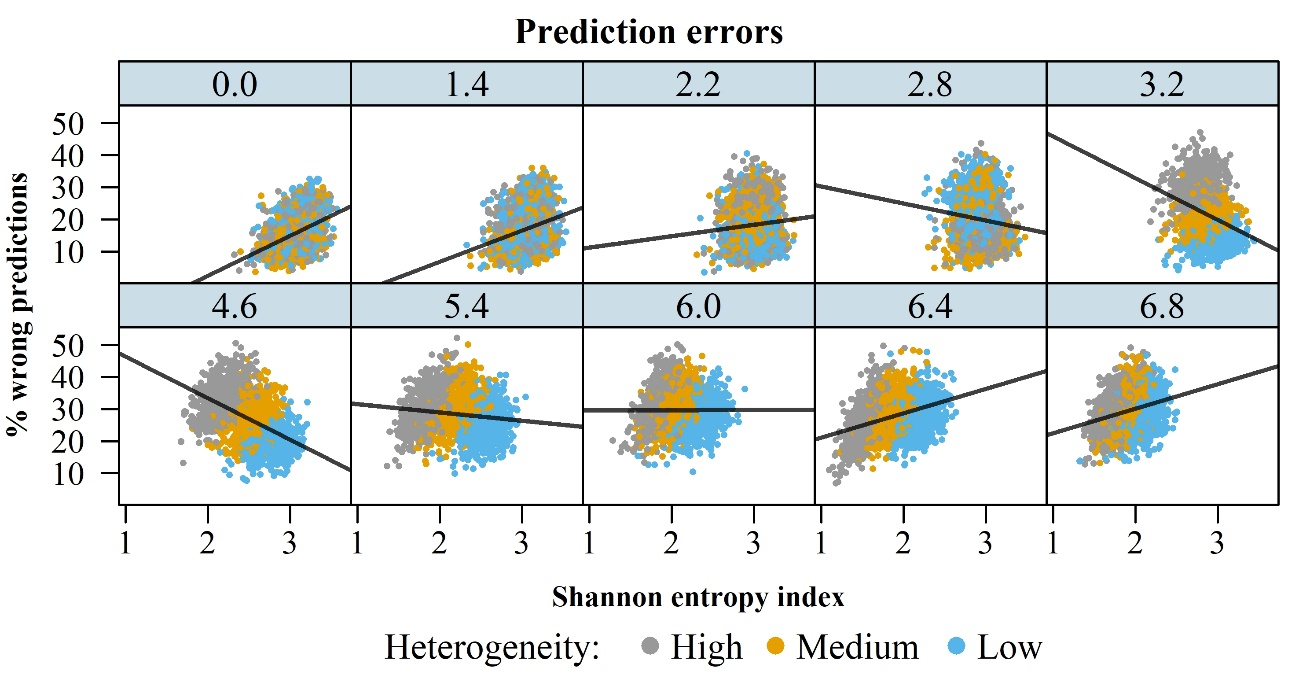 Prediction errors
0.0 1.4 2.2 2.8 3.2
50
40
30
20
10
4.6 5.4 6.0 6.4 6.8
50
40
30
20
10
% wrong predictions
1 2 3 1 2 3 1 2 3 1 2 3 1 2 3
Shannon entropy index
Heterogeneity: High Medium Low